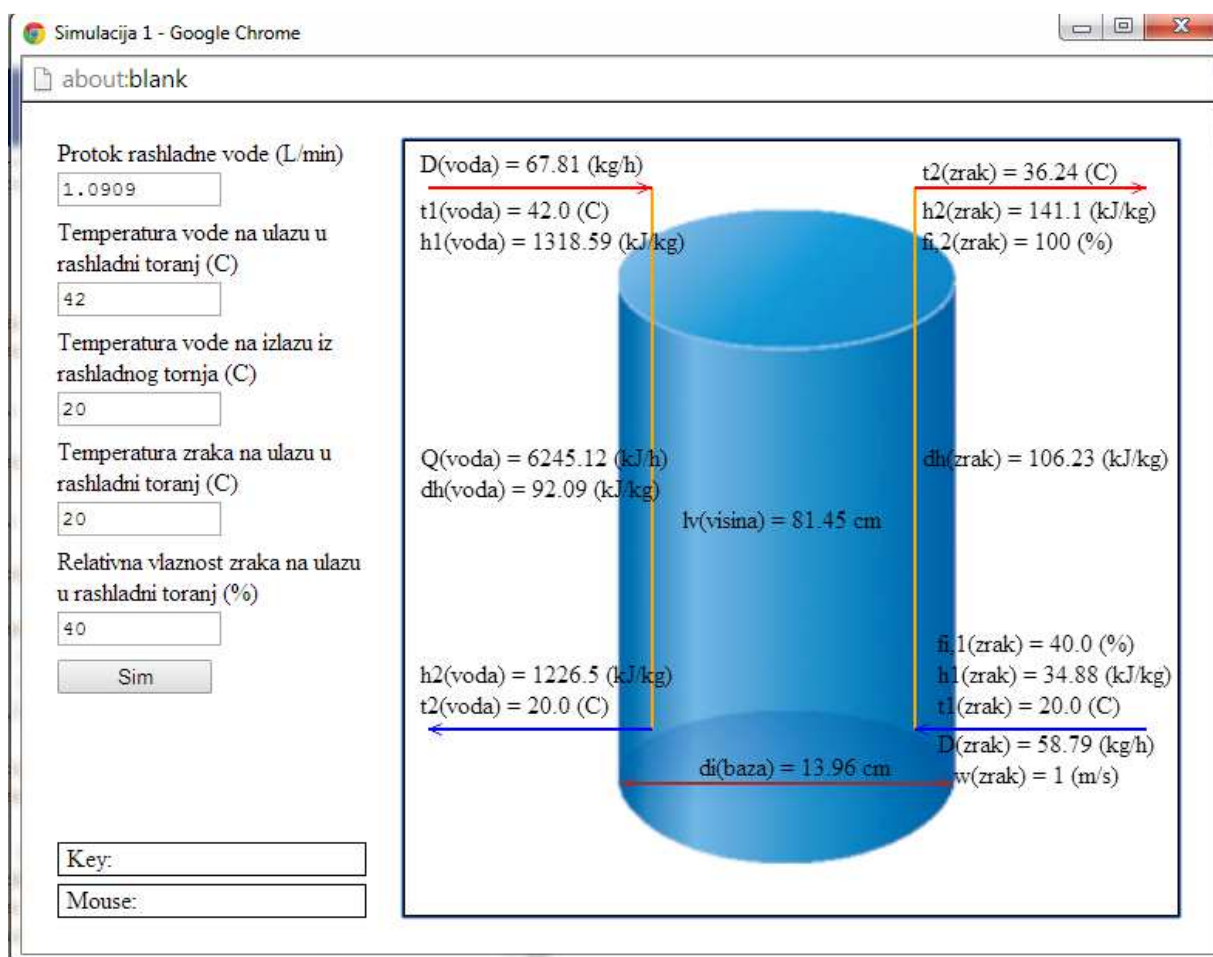 Simulacija 1 - Google Chrome
about:blank
Protok rashladne vode (L/min)
1.0909
Temperatura vode na ulazu u
rashladni toranj (C)
42
Temperatura vode na izlazu iz
rashladnog tornja (C)
20
Temperatura zraka na ulazu u
rashladni toranj (C)
20
Relativna vlaznost zraka na ulazu
u rashladni toranj (%)
40
Sim
Key:
Mouse:
D(voda) = 67.81 (kg/h)
t1(voda) = 42.0 (C)
h1(voda) = 1318.59 (kJ/kg)
t2(zrak) = 36.24 (C)
h2(zrak) = 141.1 (kJ/kg)
fi,2(zrak) = 100 (%)
Q(voda) = 6245.12 (kJ/h)
dh(voda) = 92.09 (kJ/kg)
dh(zrak) = 106.23 (kJ/kg)
lv(visina) = 81.45 cm
h2(voda) = 1226.5 (kJ/kg)
t2(voda) = 20.0 (C)
fi,1(zrak) = 40.0 (%)
h1(zrak) = 34.88 (kJ/kg)
t1(zrak) = 20.0 (C)
D(zrak) = 58.79 (kg/h)
w(zrak) = 1 (m/s)
di(baza) = 13.96 cm